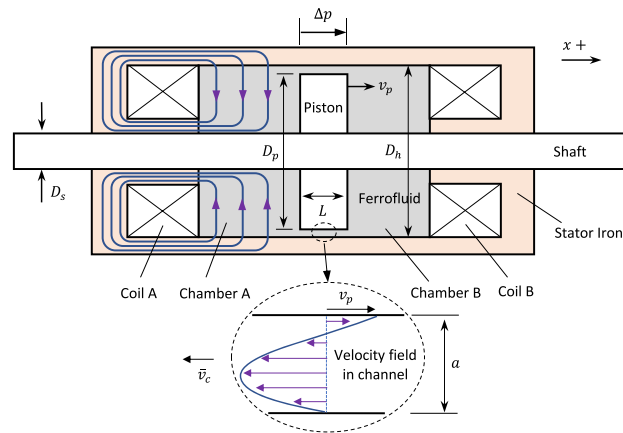 Δp
x +
v_p
Piston
D_p
D_h
Shaft
D_s
L
Ferrofluid
Stator Iron
Coil A
Chamber A
Chamber B
Coil B
v_p
Velocity field
in channel
a
v̄_c